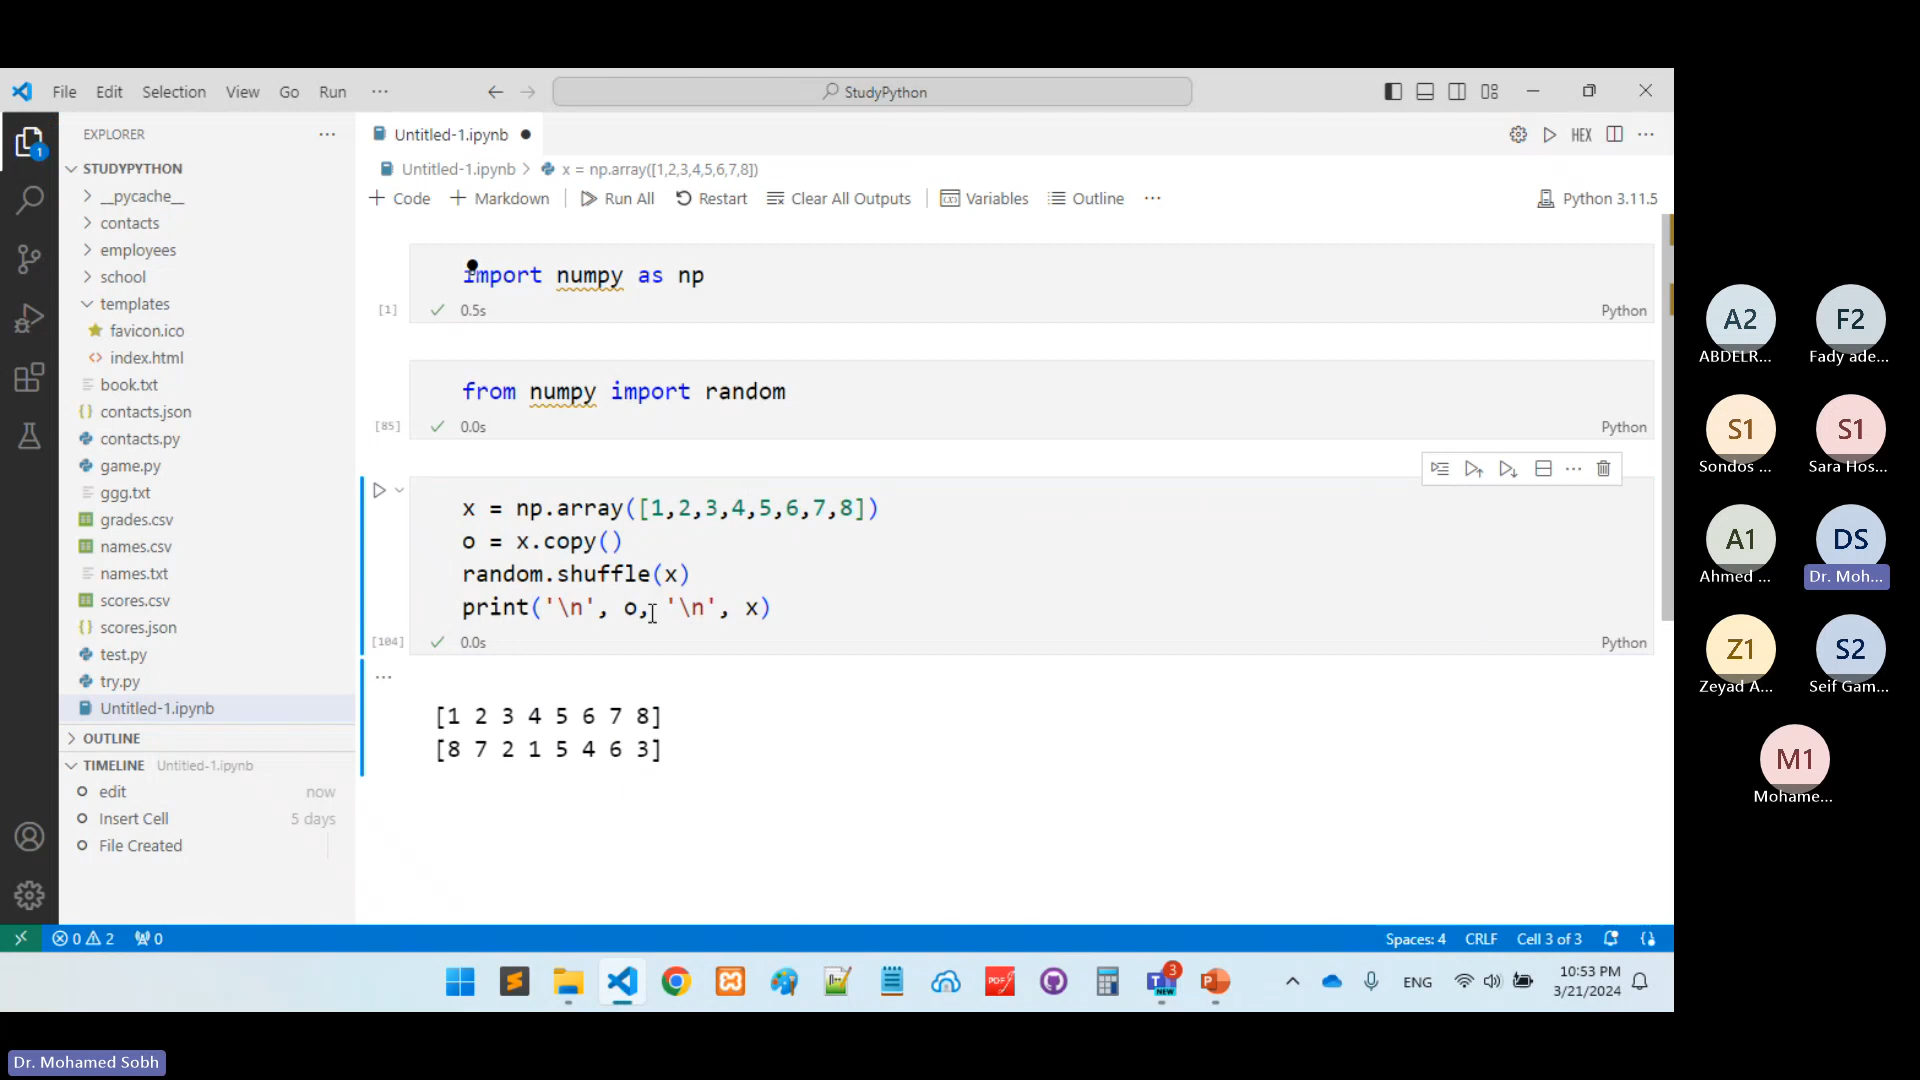 File Edit Selection View Go Run ··· StudyPython
EXPLORER ···
STUDYPYTHON
__pycache__
contacts
employees
school
templates
favicon.ico
index.html
book.txt
contacts.json
contacts.py
game.py
ggg.txt
grades.csv
names.csv
names.txt
scores.csv
scores.json
test.py
try.py
Untitled-1.ipynb
OUTLINE
TIMELINE Untitled-1.ipynb
edit now
Insert Cell 5 days
File Created
1
Untitled-1.ipynb
HEX
Untitled-1.ipynb > x = np.array([1,2,3,4,5,6,7,8])
+ Code + Markdown Run All Restart Clear All Outputs Variables Outline ··· Python 3.11.5
import numpy as np
[1] 0.5s Python
from numpy import random
[85] 0.0s Python
x = np.array([1,2,3,4,5,6,7,8])
o = x.copy()
random.shuffle(x)
print('\n', o, '\n', x)
[104] 0.0s Python
···
[1 2 3 4 5 6 7 8]
[8 7 2 1 5 4 6 3]
0 2 0 Spaces: 4 CRLF Cell 3 of 3
PDF NEW 3 P ENG 10:53 PM
3/21/2024
A2 F2
ABDELR... Fady ade...
S1 S1
Sondos ... Sara Hos...
A1 DS
Ahmed ... Dr. Moh...
Z1 S2
Zeyad A... Seif Gam...
M1
Mohame...
Dr. Mohamed Sobh